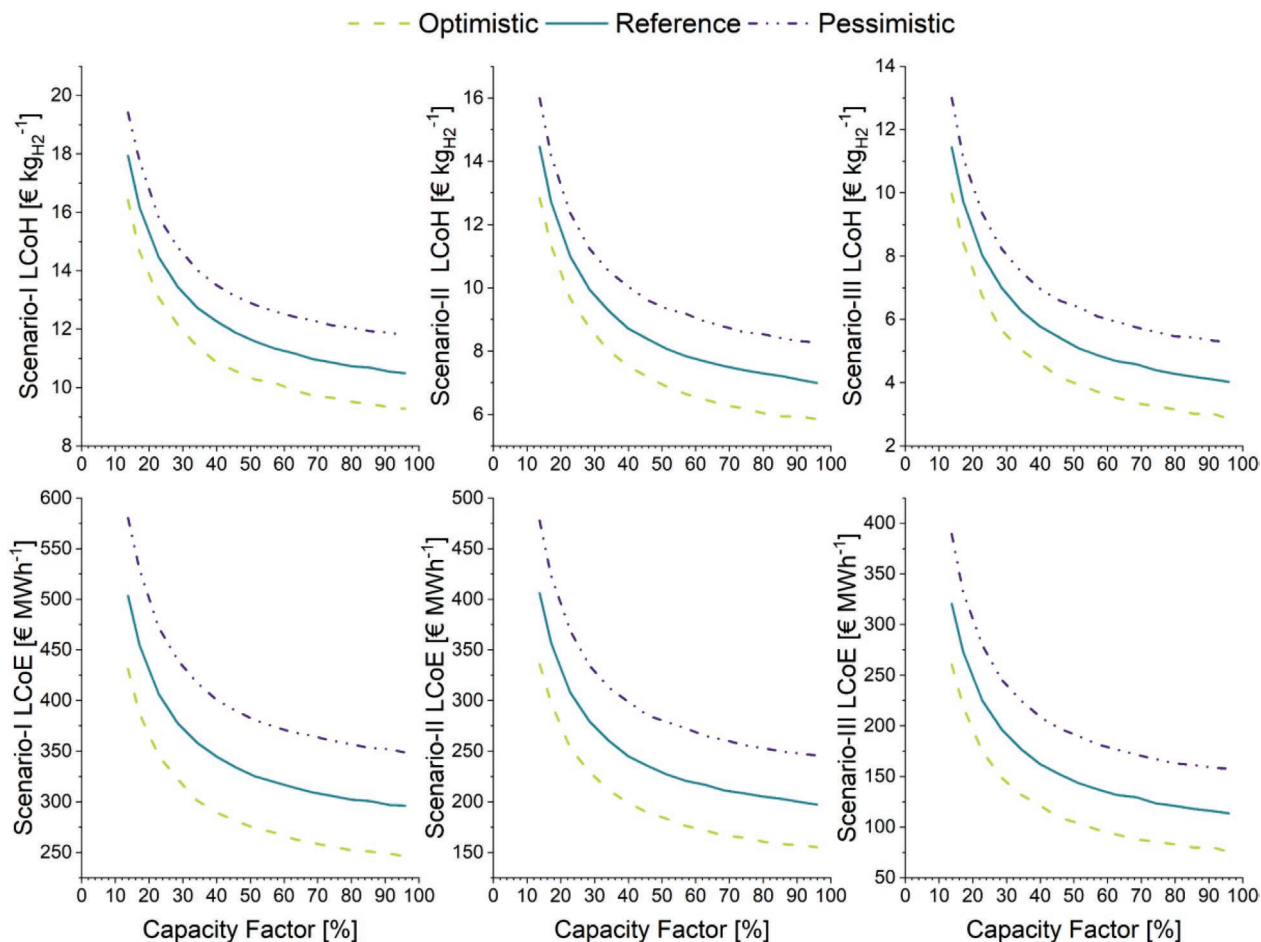 Optimistic Reference Pessimistic
Scenario-I LCoH [€ kg_H2^-1]
20
18
16
14
12
10
8
0 10 20 30 40 50 60 70 80 90 100
Scenario-II LCoH [€ kg_H2^-1]
16
14
12
10
8
6
0 10 20 30 40 50 60 70 80 90 100
Scenario-III LCoH [€ kg_H2^-1]
14
12
10
8
6
4
2
0 10 20 30 40 50 60 70 80 90 100
Scenario-I LCoE [€ MWh^-1]
600
550
500
450
400
350
300
250
0 10 20 30 40 50 60 70 80 90 100
Capacity Factor [%]
Scenario-II LCoE [€ MWh^-1]
500
450
400
350
300
250
200
150
0 10 20 30 40 50 60 70 80 90 100
Capacity Factor [%]
Scenario-III LCoE [€ MWh^-1]
400
350
300
250
200
150
100
50
0 10 20 30 40 50 60 70 80 90 100
Capacity Factor [%]